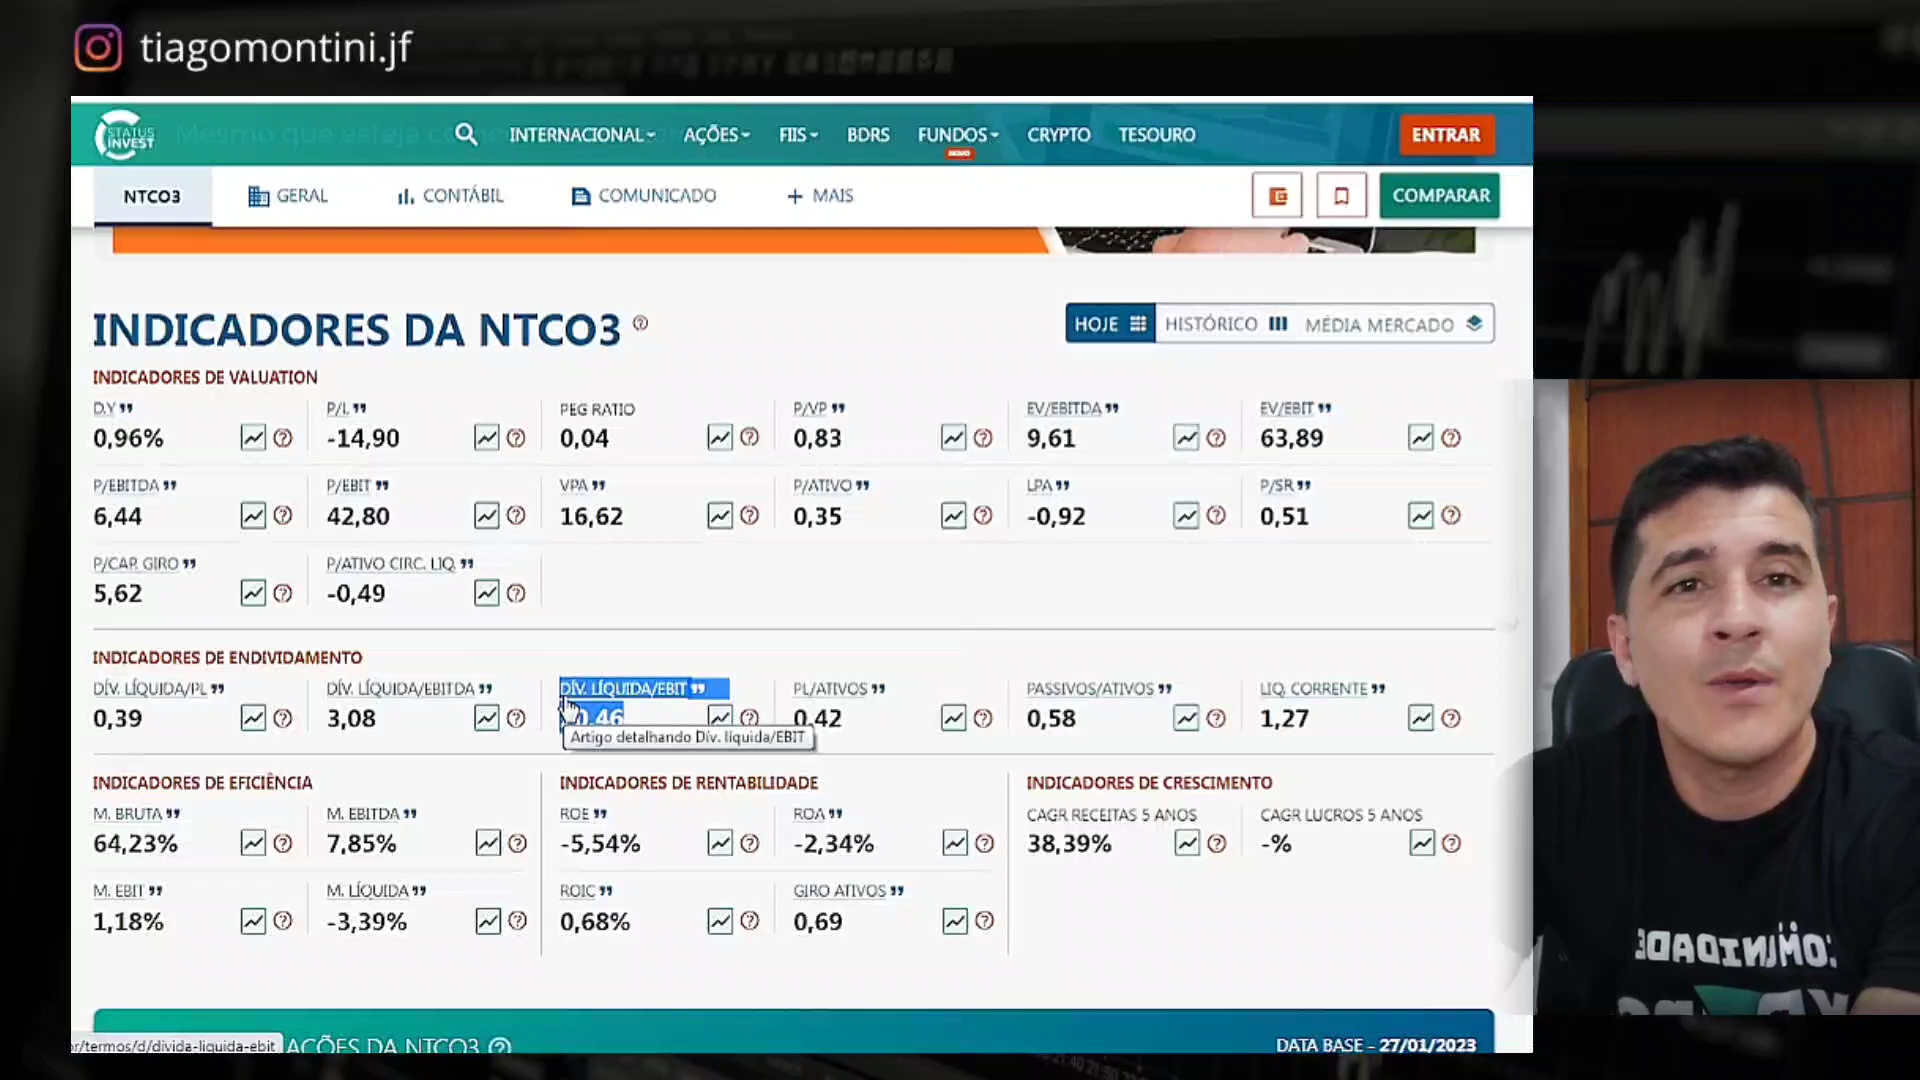 tiagomontini.jf
STATUS INVEST
INTERNACIONAL AÇÕES FIIS BDRS FUNDOS CRYPTO TESOURO ENTRAR
NOVO
NTCO3 GERAL CONTÁBIL COMUNICADO + MAIS COMPARAR
INDICADORES DA NTCO3
HOJE HISTÓRICO MÉDIA MERCADO
INDICADORES DE VALUATION
D.Y P/L PEG RATIO P/VP EV/EBITDA EV/EBIT
0,96% -14,90 0,04 0,83 9,61 63,89
P/EBITDA P/EBIT VPA P/ATIVO LPA P/SR
6,44 42,80 16,62 0,35 -0,92 0,51
P/CAP. GIRO P/ATIVO CIRC. LIQ.
5,62 -0,49
INDICADORES DE ENDIVIDAMENTO
DÍV. LÍQUIDA/PL DÍV. LÍQUIDA/EBITDA DÍV. LÍQUIDA/EBIT PL/ATIVOS PASSIVOS/ATIVOS LIQ. CORRENTE
0,39 3,08 0,42 0,58 1,27
Artigo detalhando Dív. líquida/EBIT
INDICADORES DE EFICIÊNCIA INDICADORES DE RENTABILIDADE INDICADORES DE CRESCIMENTO
M. BRUTA M. EBITDA ROE ROA CAGR RECEITAS 5 ANOS CAGR LUCROS 5 ANOS
64,23% 7,85% -5,54% -2,34% 38,39% -%
M. EBIT M. LÍQUIDA ROIC GIRO ATIVOS
1,18% -3,39% 0,68% 0,69
AÇÕES DA NTCO3 DATA BASE - 27/01/2023
r/termos/d/divida-liquida-ebit